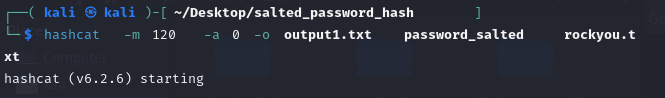 ┌──(kali㉿kali)-[~/Desktop/salted_password_hash]
└─$ hashcat -m 120 -a 0 -o output1.txt password_salted rockyou.t
xt
hashcat (v6.2.6) starting